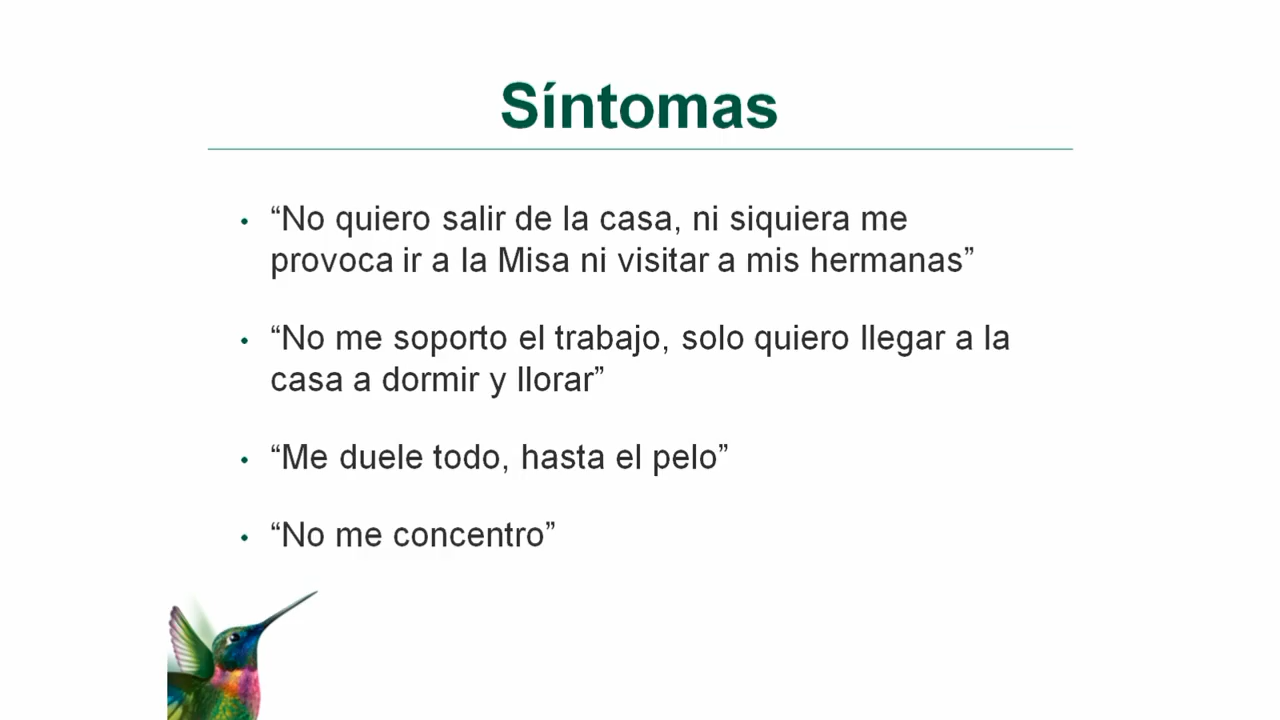 Síntomas
• “No quiero salir de la casa, ni siquiera me
provoca ir a la Misa ni visitar a mis hermanas”
• “No me soporto el trabajo, solo quiero llegar a la
casa a dormir y llorar”
• “Me duele todo, hasta el pelo”
• “No me concentro”